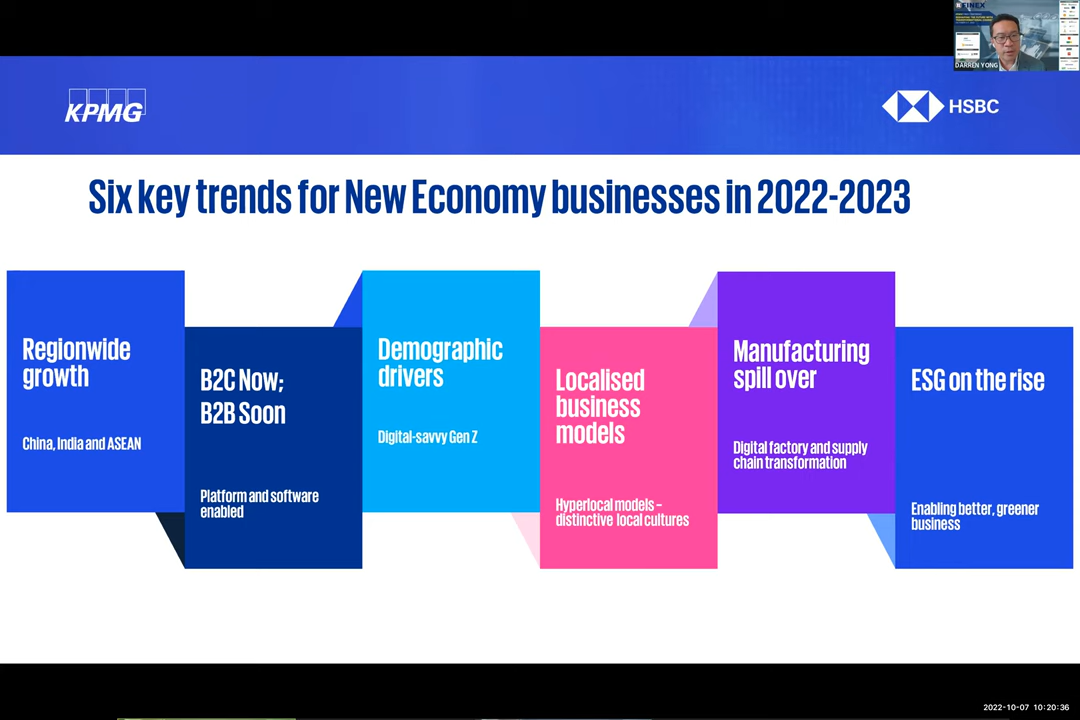 FINEX
DARREN YONG
KPMG
HSBC
Six key trends for New Economy businesses in 2022-2023
Regionwide
growth
China, India and ASEAN
B2C Now;
B2B Soon
Platform and software
enabled
Demographic
drivers
Digital-savvy Gen Z
Localised
business
models
Hyperlocal models –
distinctive local cultures
Manufacturing
spill over
Digital factory and supply
chain transformation
ESG on the rise
Enabling better, greener
business
2022-10-07 10:20:36